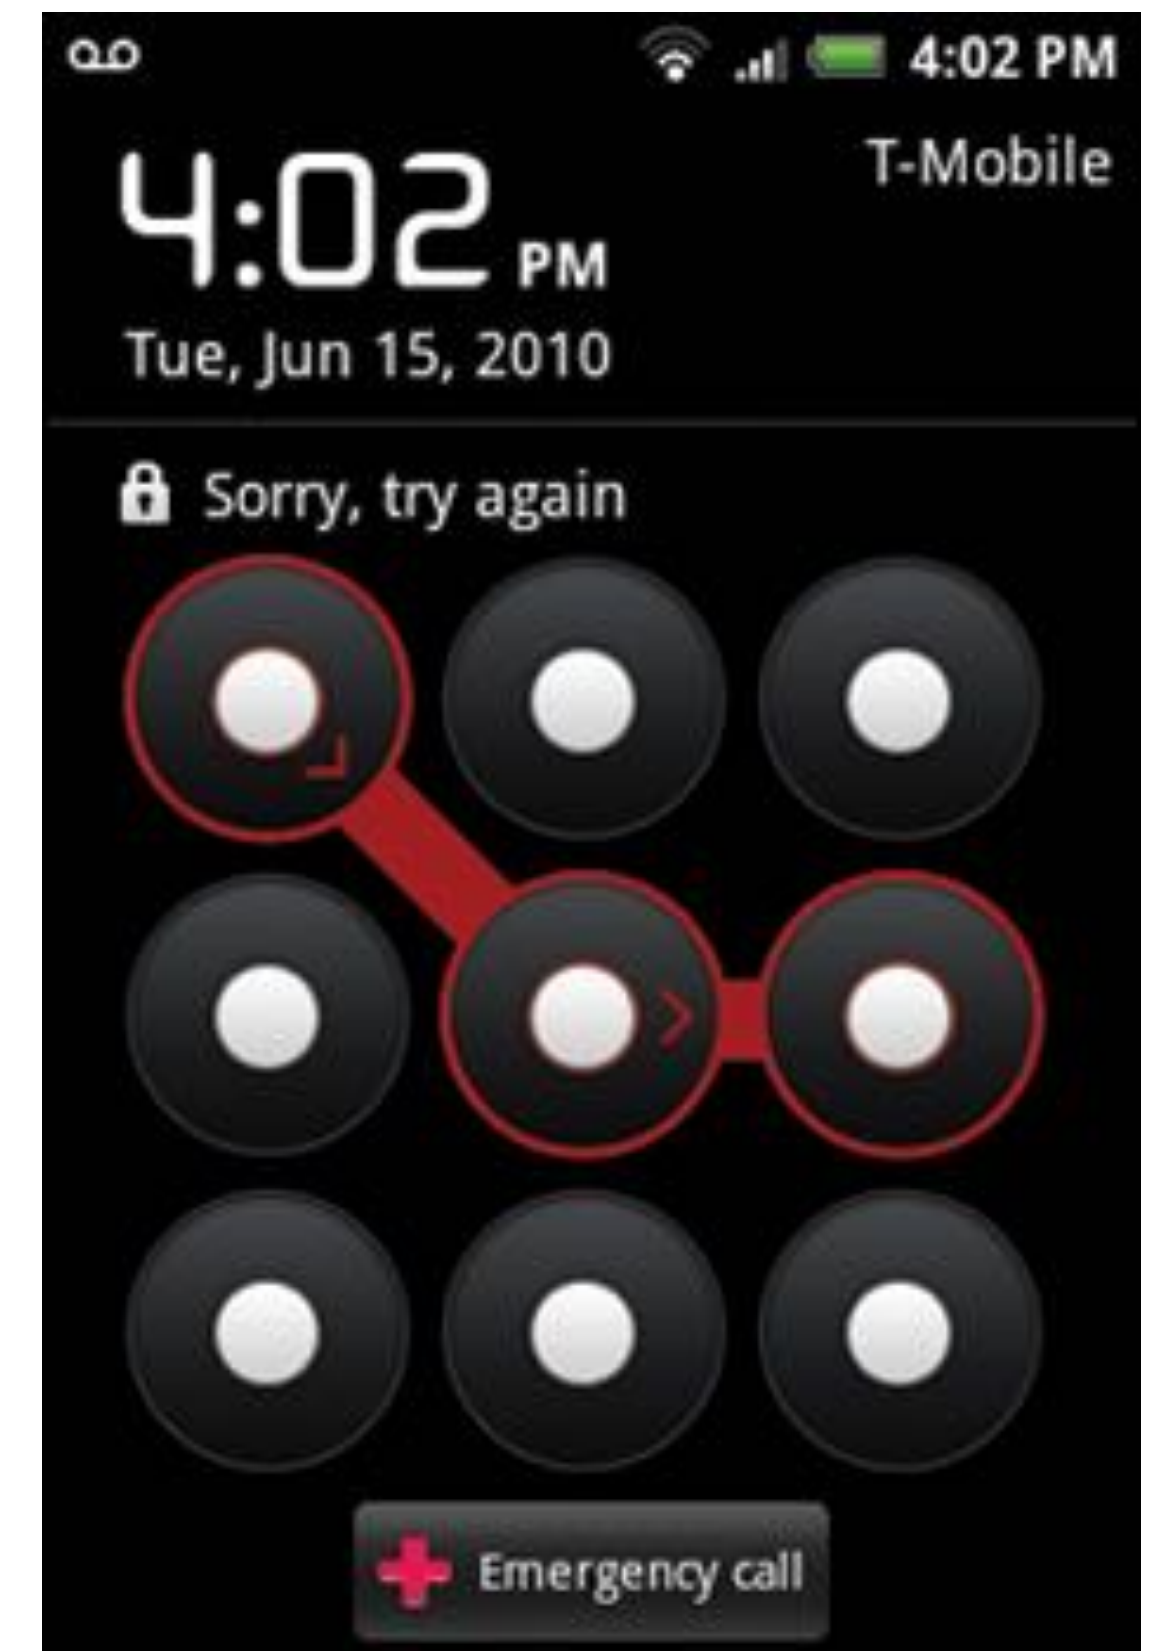 4:02 PM
T-Mobile
4:02 PM
Tue, Jun 15, 2010
Sorry, try again
Emergency call